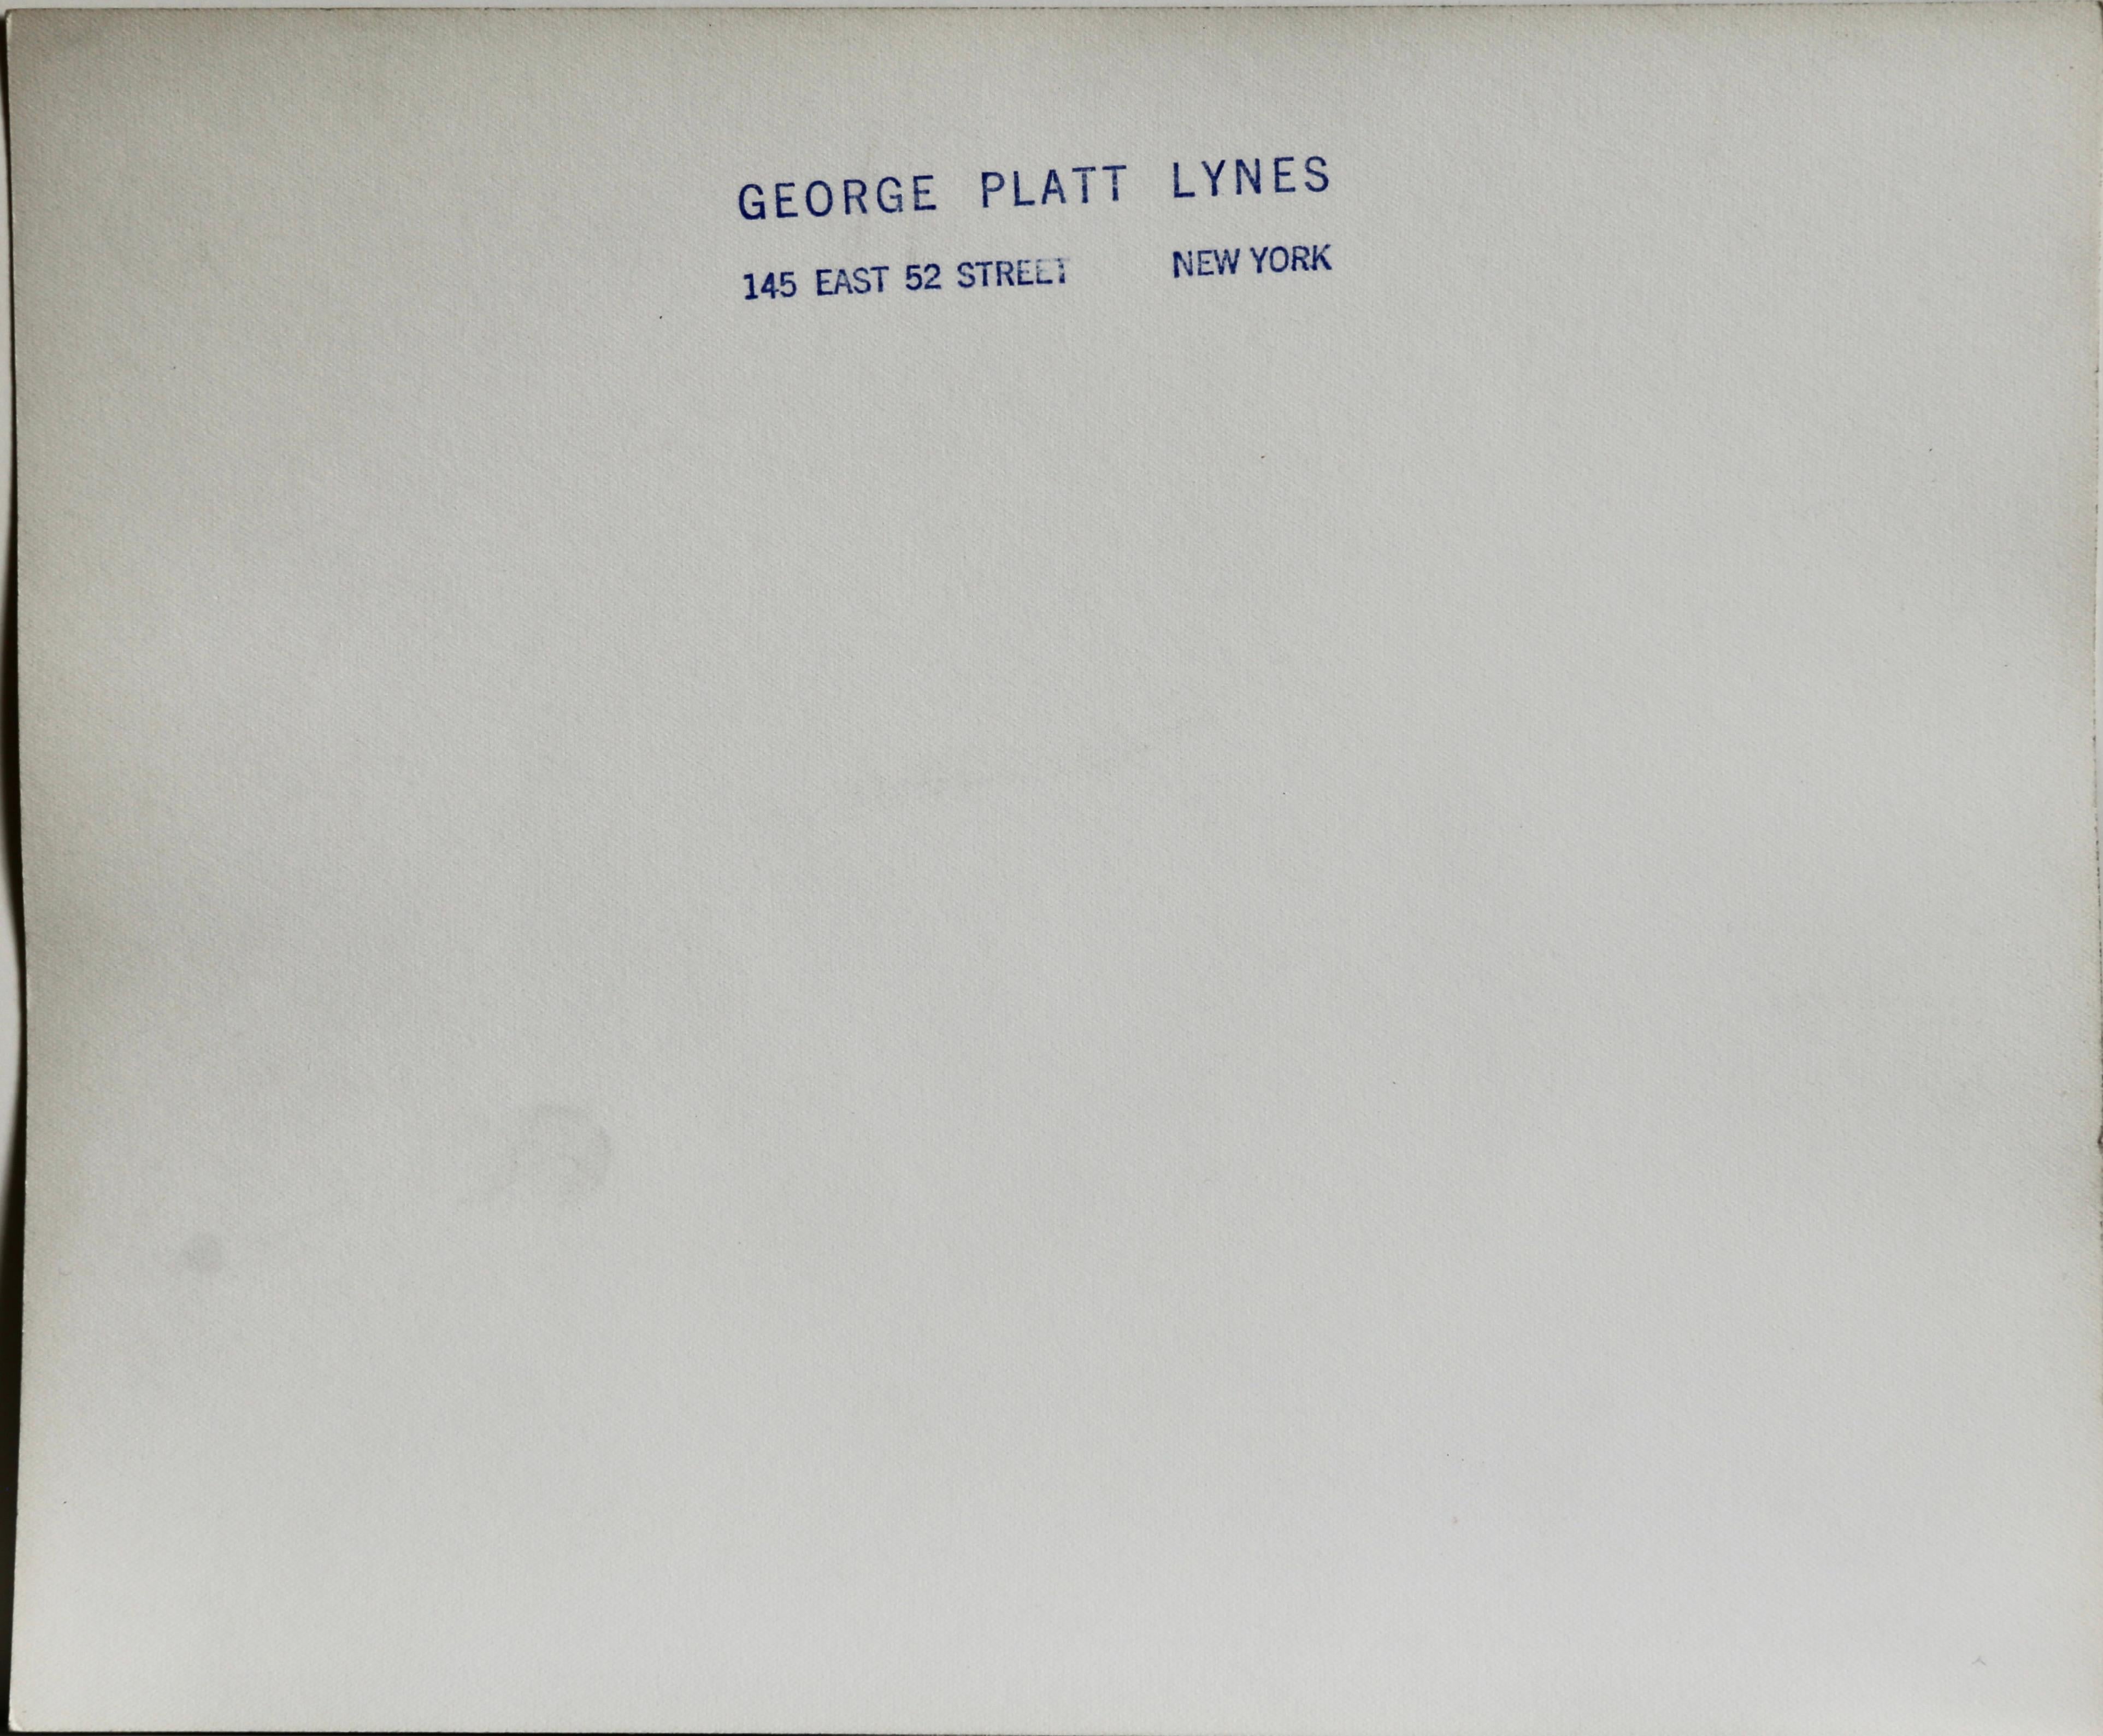 GEORGE PLATT LYNES
145 EAST 52 STREET NEW YORK